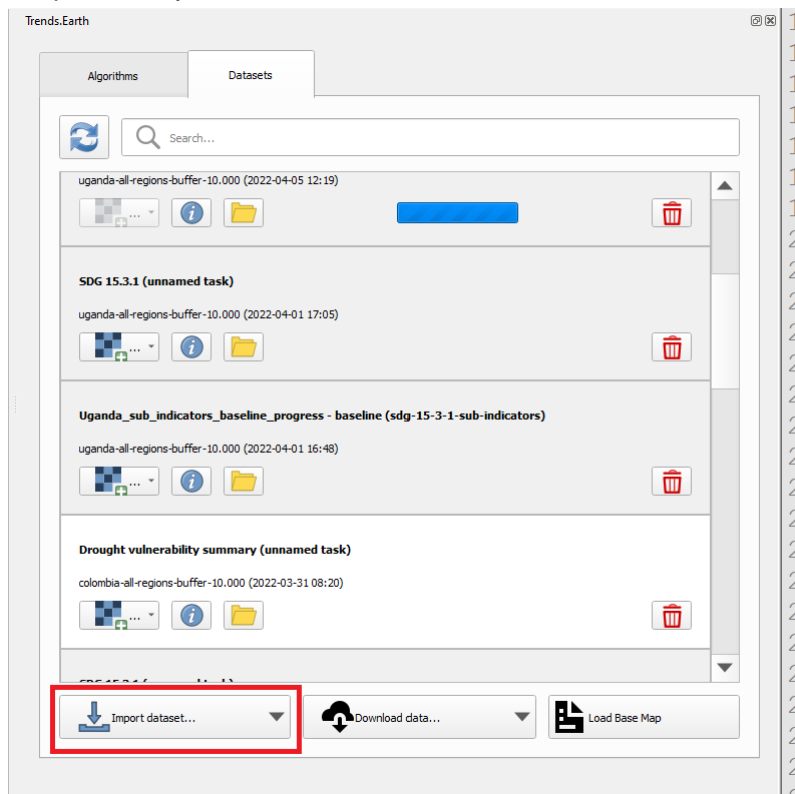 Trends.Earth
Algorithms
Datasets
Search...
uganda-all-regions-buffer-10.000 (2022-04-05 12:19)
...
SDG 15.3.1 (unnamed task)
uganda-all-regions-buffer-10.000 (2022-04-01 17:05)
...
Uganda_sub_indicators_baseline_progress - baseline (sdg-15-3-1-sub-indicators)
uganda-all-regions-buffer-10.000 (2022-04-01 16:48)
...
Drought vulnerability summary (unnamed task)
colombia-all-regions-buffer-10.000 (2022-03-31 08:20)
...
Import dataset...
Download data...
Load Base Map